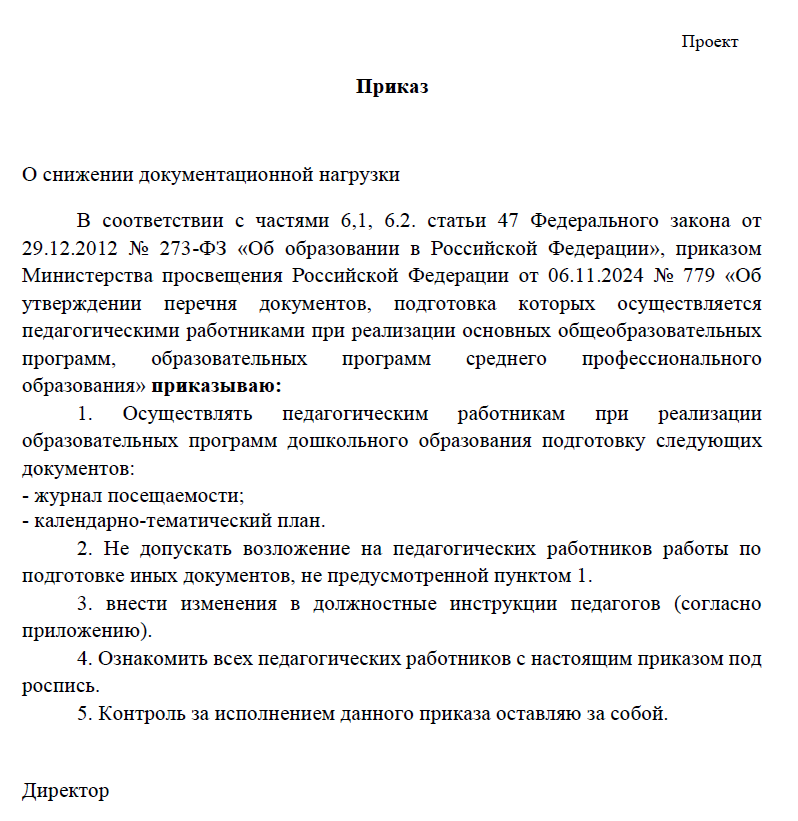 Проект
Приказ
О снижении документационной нагрузки
В соответствии с частями 6,1, 6.2. статьи 47 Федерального закона от
29.12.2012 № 273-ФЗ «Об образовании в Российской Федерации», приказом
Министерства просвещения Российской Федерации от 06.11.2024 № 779 «Об
утверждении перечня документов, подготовка которых осуществляется
педагогическими работниками при реализации основных общеобразовательных
программ, образовательных программ среднего профессионального
образования» приказываю:
1. Осуществлять педагогическим работникам при реализации
образовательных программ дошкольного образования подготовку следующих
документов:
- журнал посещаемости;
- календарно-тематический план.
2. Не допускать возложение на педагогических работников работы по
подготовке иных документов, не предусмотренной пунктом 1.
3. внести изменения в должностные инструкции педагогов (согласно
приложению).
4. Ознакомить всех педагогических работников с настоящим приказом под
роспись.
5. Контроль за исполнением данного приказа оставляю за собой.
Директор